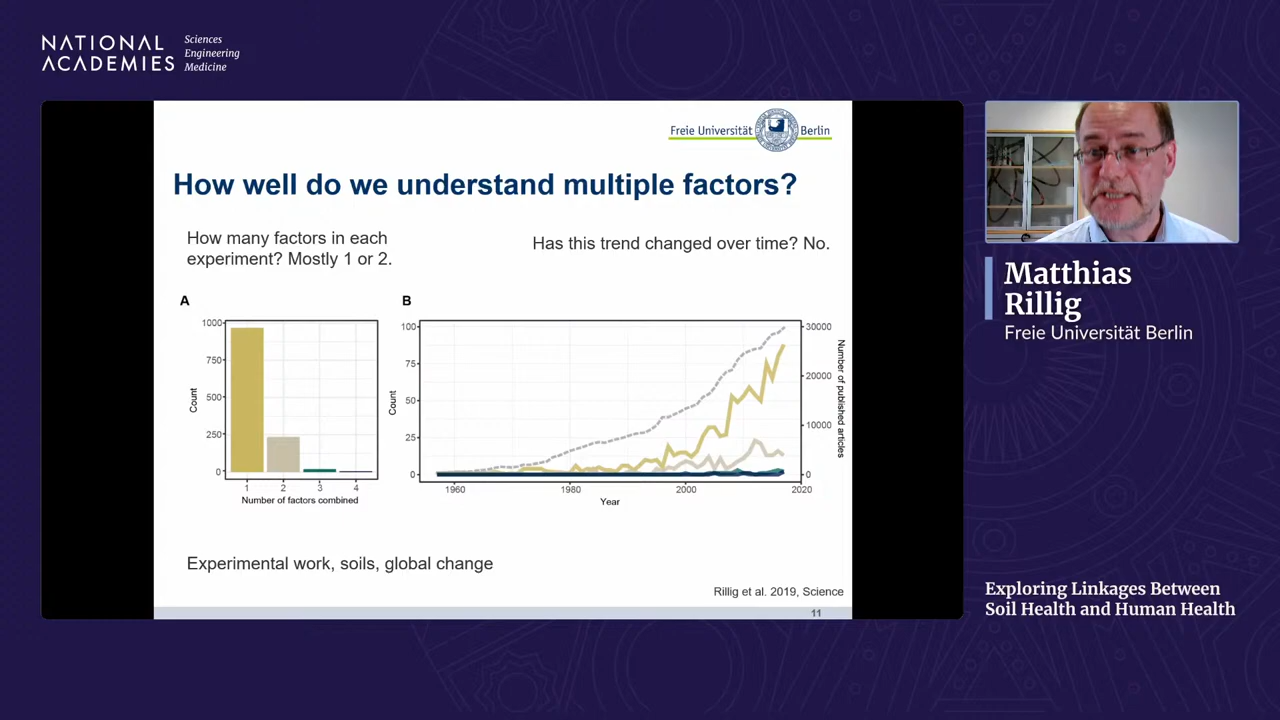 NATIONAL
ACADEMIES
Sciences
Engineering
Medicine
Freie Universität Berlin
How well do we understand multiple factors?
How many factors in each
experiment? Mostly 1 or 2.
Has this trend changed over time? No.
A
1000
750
500
250
0
Count
1 2 3 4
Number of factors combined
B
100
75
50
25
0
Count
30000
20000
10000
0
Number of published articles
1960 1980 2000 2020
Year
Experimental work, soils, global change
Rillig et al. 2019, Science
11
Matthias
Rillig
Freie Universität Berlin
Exploring Linkages Between
Soil Health and Human Health